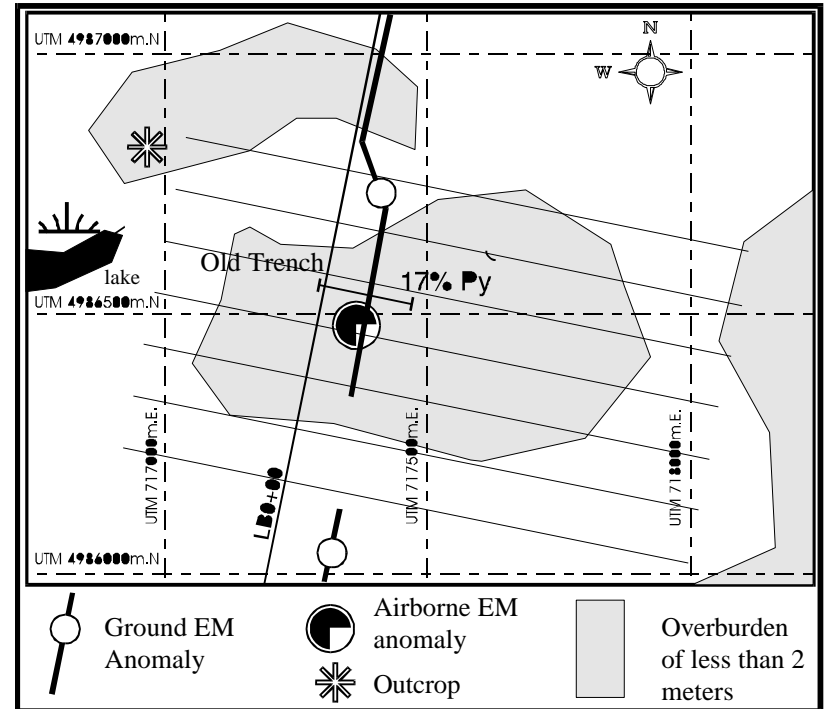 UTM 4987000m.N
N
W
Old Trench
17% Py
lake
UTM 4986500m.N
UTM 717000m.E.
UTM 717500m.E.
UTM 718000m.E.
LB0+00
UTM 4986000m.N
Ground EM
Anomaly
Airborne EM
anomaly
Outcrop
Overburden
of less than 2
meters